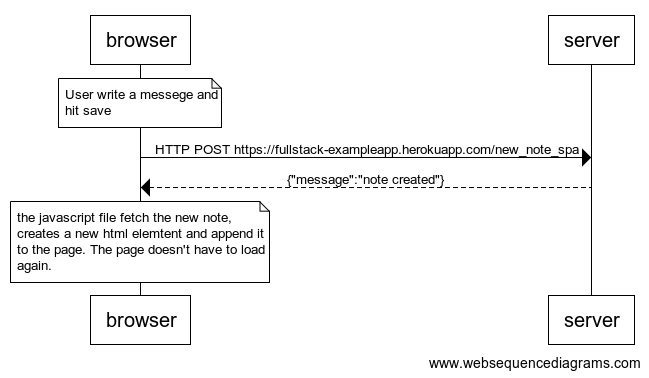 browser
server
User write a messege and
hit save
HTTP POST https://fullstack-exampleapp.herokuapp.com/new_note_spa
{"message":"note created"}
the javascript file fetch the new note,
creates a new html elemtent and append it
to the page. The page doesn't have to load
again.
browser
server
www.websequencediagrams.com